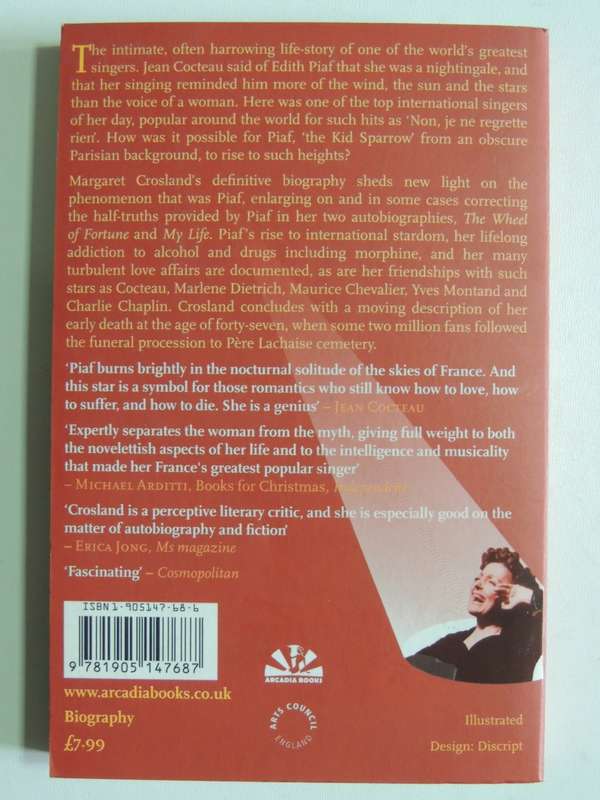 The intimate, often harrowing life-story of one of the world's greatest
singers. Jean Cocteau said of Edith Piaf that she was a nightingale, and
that her singing reminded him more of the wind, the sun and the stars
than the voice of a woman. Here was one of the top international singers
of her day, popular around the world for such hits as 'Non, je ne regrette
rien'. How was it possible for Piaf, 'the Kid Sparrow' from an obscure
Parisian background, to rise to such heights?
Margaret Crosland's definitive biography sheds new light on the
phenomenon that was Piaf, enlarging on and in some cases correcting
the half-truths provided by Piaf in her two autobiographies, The Wheel
of Fortune and My Life. Piaf's rise to international stardom, her lifelong
addiction to alcohol and drugs including morphine, and her many
turbulent love affairs are documented, as are her friendships with such
stars as Cocteau, Marlene Dietrich, Maurice Chevalier, Yves Montand and
Charlie Chaplin. Crosland concludes with a moving description of her
early death at the age of forty-seven, when some two million fans followed
the funeral procession to Père Lachaise cemetery.
'Piaf burns brightly in the nocturnal solitude of the skies of France. And
this star is a symbol for those romantics who still know how to love, how
to suffer, and how to die. She is a genius' – JEAN COCTEAU
'Expertly separates the woman from the myth, giving full weight to both
the novelettish aspects of her life and to the intelligence and musicality
that made her France's greatest popular singer'
– MICHAEL ARDITTI, Books for Christmas, Independent
'Crosland is a perceptive literary critic, and she is especially good on the
matter of autobiography and fiction'
– ERICA JONG, Ms magazine
'Fascinating' – Cosmopolitan
ISBN 1-905147-68-6
9 781905 147687
ARCADIA BOOKS
www.arcadiabooks.co.uk
Biography
£7.99
ARTS COUNCIL
ENGLAND
Illustrated
Design: Discript